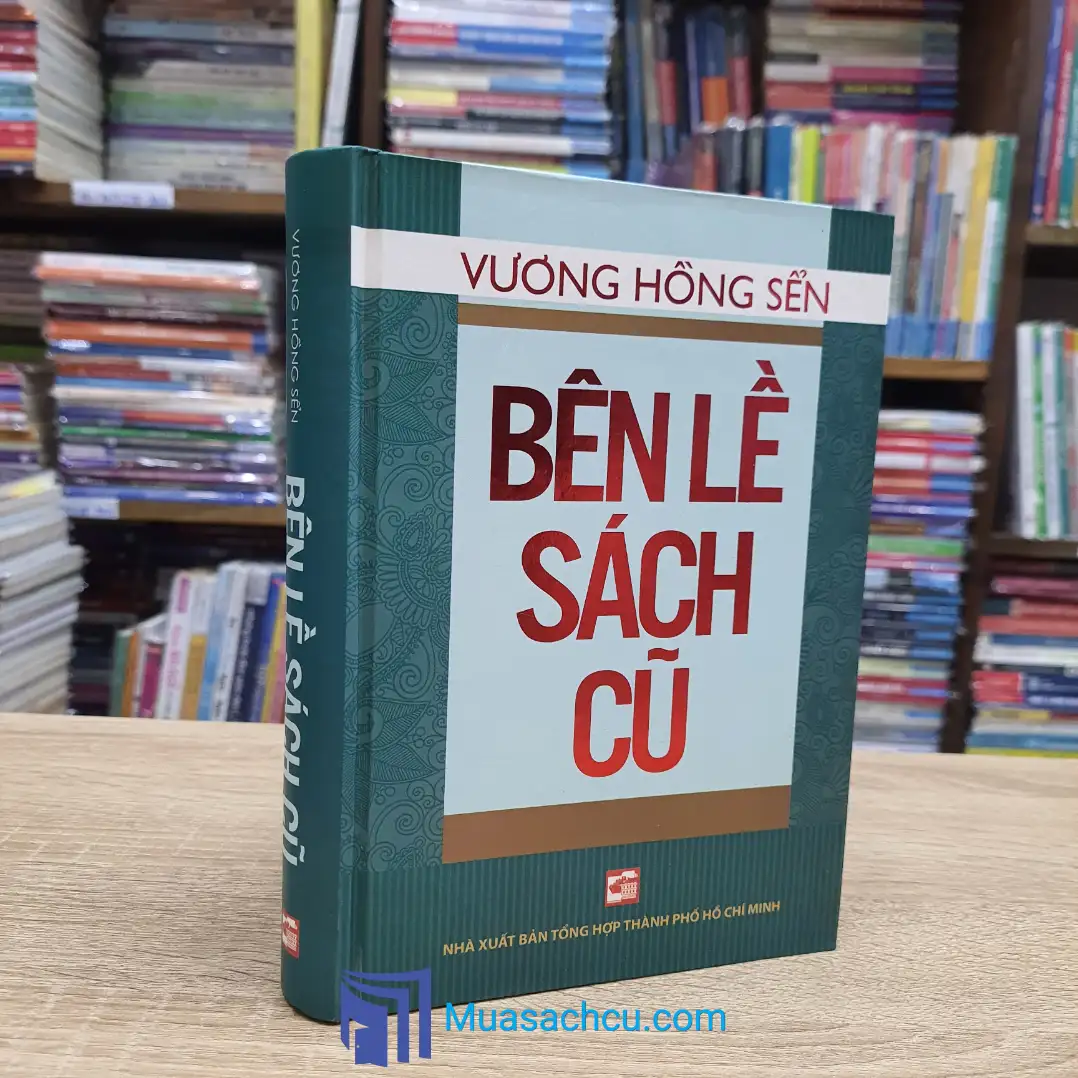 VƯƠNG HỒNG SỂN
BÊN LỀ
SÁCH
CŨ
NHÀ XUẤT BẢN TỔNG HỢP THÀNH PHỐ HỒ CHÍ MINH
VƯƠNG HỒNG SỂN
BÊN LỀ SÁCH CŨ
Muasachcu.com